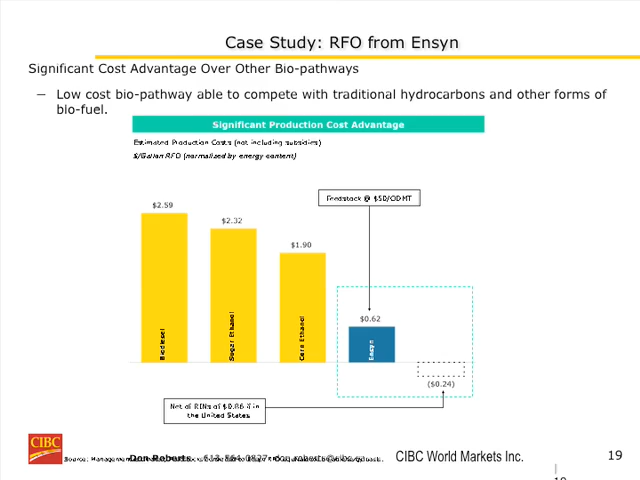 Case Study: RFO from Ensyn
Significant Cost Advantage Over Other Bio-pathways
— Low cost bio-pathway able to compete with traditional hydrocarbons and other forms of
bio-fuel.
Significant Production Cost Advantage
Estimated Production Costs (not including subsidies)
$/Gallon RFO (normalized by energy content)
Feedstock @ $50/ODMT
$2.59
$2.32
$1.90
$0.62
Biodiesel
Sugar Ethanol
Corn Ethanol
Ensyn
($0.24)
Net of RINs of $0.86 if in
the United States
CIBC
Source: Management
Don Roberts
CIBC World Markets Inc.
19